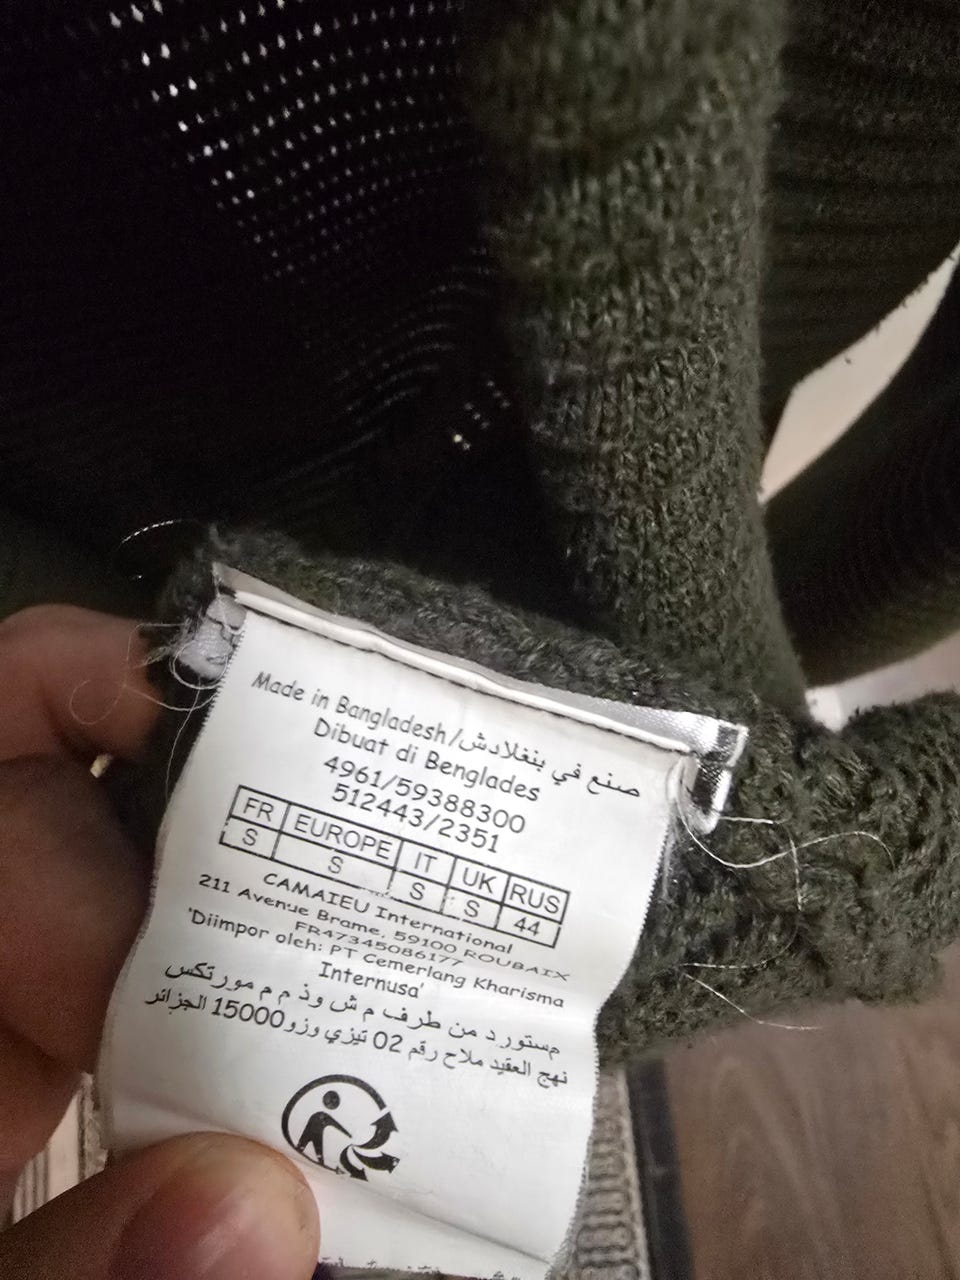 Made in Bangladesh/صنع في بنغلادش
Dibuat di Benglades
4961/59388300
512443/2351
FR EUROPE IT UK RUS
S S S S 44
CAMAIEU International
211 Avenue Brame, 59100 ROUBAIX
FR47345086177
'Diimpor oleh: PT Cemerlang Kharisma
Internusa'
مستورد من طرف م ش وذ م م مورتكس
نهج العقيد ملاح رقم 02 تيزي وزو15000 الجزائر